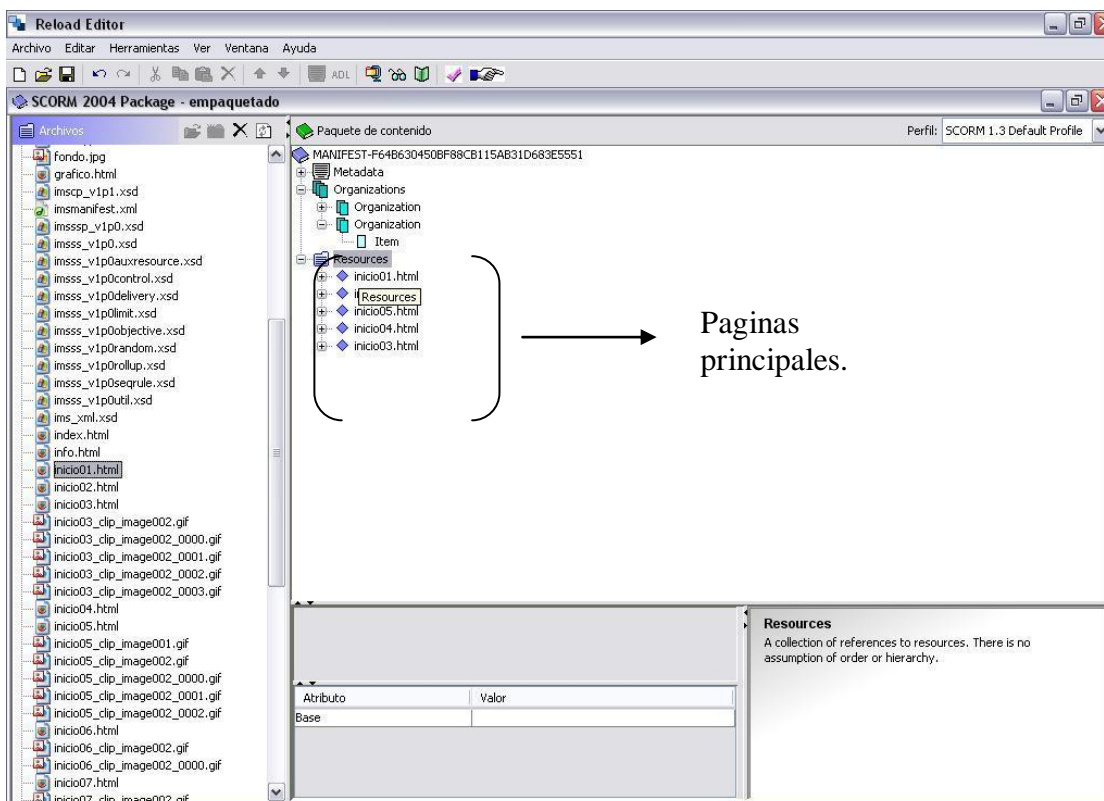 Reload Editor
Archivo Editar Herramientas Ver Ventana Ayuda
ADL
SCORM 2004 Package - empaquetado
Archivos
fondo.jpg
grafico.html
imscp_v1p1.xsd
imsmanifest.xml
imsssp_v1p0.xsd
imsss_v1p0.xsd
imsss_v1p0auxresource.xsd
imsss_v1p0control.xsd
imsss_v1p0delivery.xsd
imsss_v1p0limit.xsd
imsss_v1p0objective.xsd
imsss_v1p0random.xsd
imsss_v1p0rollup.xsd
imsss_v1p0seqrule.xsd
imsss_v1p0util.xsd
ims_xml.xsd
index.html
info.html
inicio01.html
inicio02.html
inicio03.html
inicio03_clip_image002.gif
inicio03_clip_image002_0000.gif
inicio03_clip_image002_0001.gif
inicio03_clip_image002_0002.gif
inicio03_clip_image002_0003.gif
inicio04.html
inicio05.html
inicio05_clip_image001.gif
inicio05_clip_image002.gif
inicio05_clip_image002_0000.gif
inicio05_clip_image002_0001.gif
inicio05_clip_image002_0002.gif
inicio06.html
inicio06_clip_image002.gif
inicio06_clip_image002_0000.gif
inicio07.html
inicio07_clip_image002.gif
Paquete de contenido
Perfil: SCORM 1.3 Default Profile
MANIFEST-F64B630450BF88CB115AB31D683E5551
Metadata
Organizations
Organization
Organization
Item
Resources
inicio01.html
Resources
inicio05.html
inicio04.html
inicio03.html
Paginas
principales.
Atributo Valor
Base
Resources
A collection of references to resources. There is no
assumption of order or hierarchy.